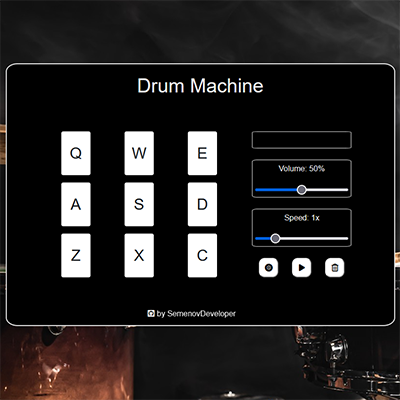 Drum Machine
Q W E
Volume: 50%
A S D
Speed: 1x
Z X C
by SemenovDeveloper